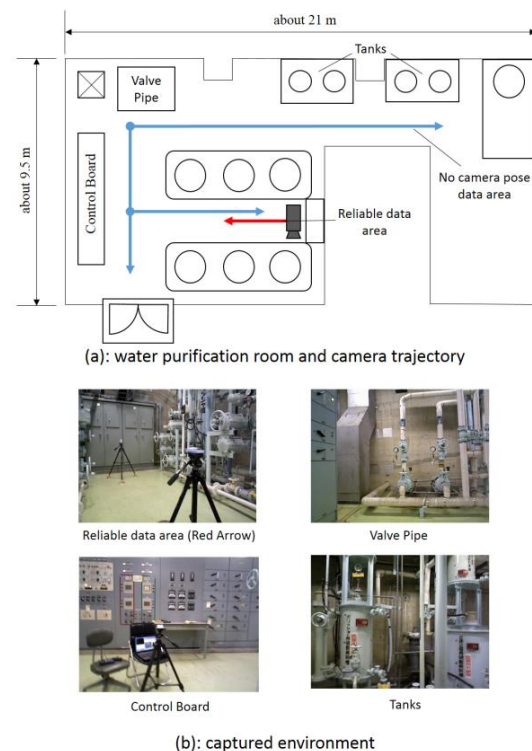 about 21 m
Tanks
Valve
Pipe
about 9.5 m
Control Board
No camera pose
data area
Reliable data
area
(a): water purification room and camera trajectory
Reliable data area (Red Arrow)
Valve Pipe
Control Board
Tanks
(b): captured environment